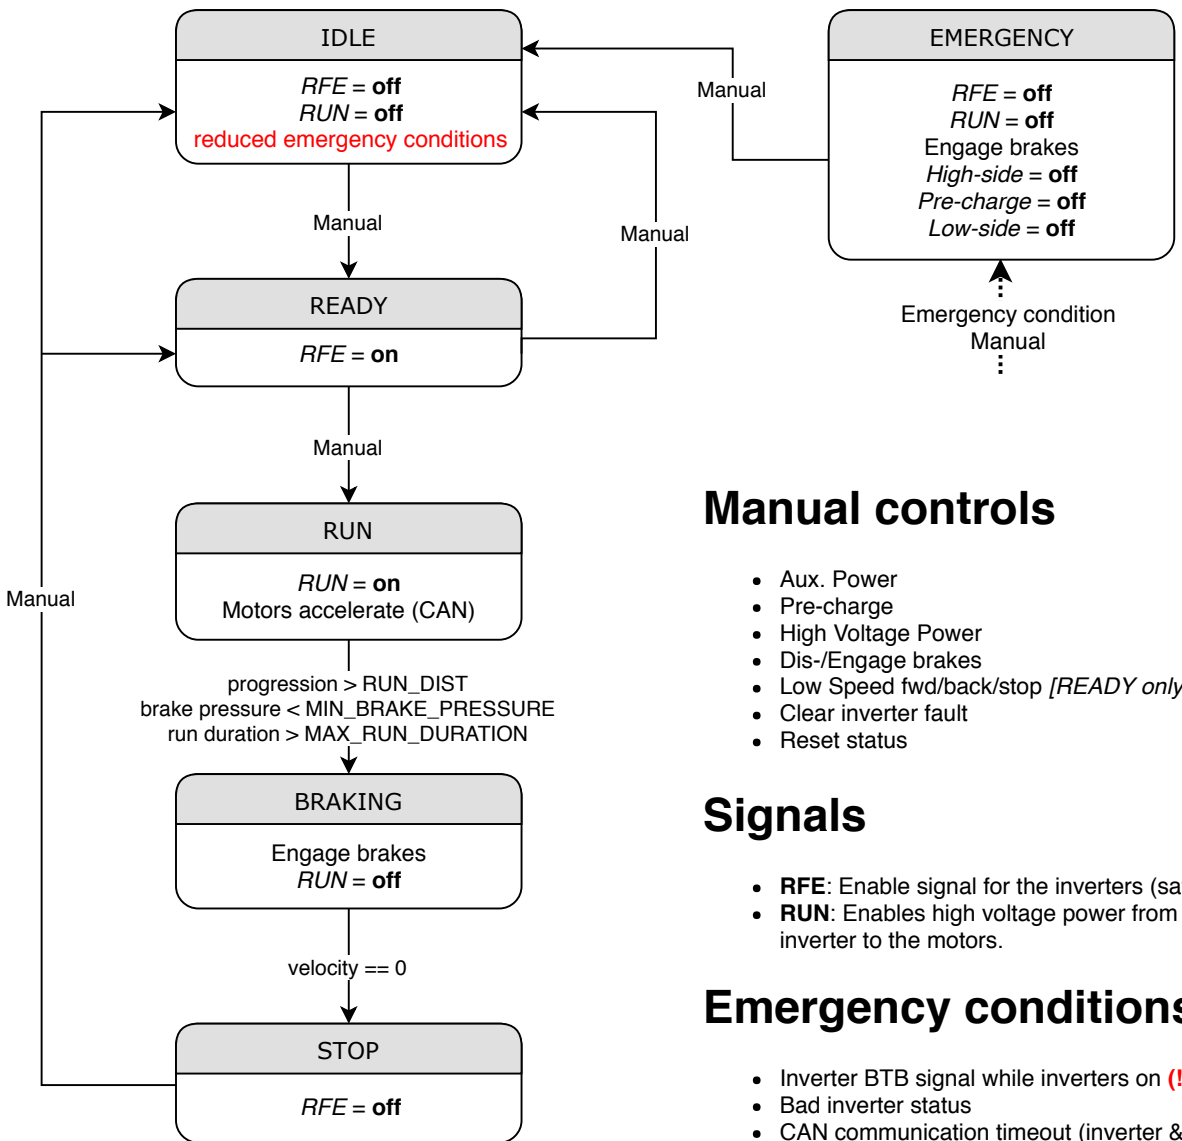 IDLE
RFE = off
RUN = off
reduced emergency conditions
EMERGENCY
RFE = off
RUN = off
Engage brakes
High-side = off
Pre-charge = off
Low-side = off
Manual
Manual
Manual
Emergency condition
Manual
READY
RFE = on
Manual
RUN
RUN = on
Motors accelerate (CAN)
Manual
progression > RUN_DIST
brake pressure < MIN_BRAKE_PRESSURE
run duration > MAX_RUN_DURATION
BRAKING
Engage brakes
RUN = off
velocity == 0
STOP
RFE = off
Manual controls
• Aux. Power
• Pre-charge
• High Voltage Power
• Dis-/Engage brakes
• Low Speed fwd/back/stop [READY only
• Clear inverter fault
• Reset status
Signals
• RFE: Enable signal for the inverters (sa
• RUN: Enables high voltage power from
inverter to the motors.
Emergency conditions
• Inverter BTB signal while inverters on (!
• Bad inverter status
• CAN communication timeout (inverter &